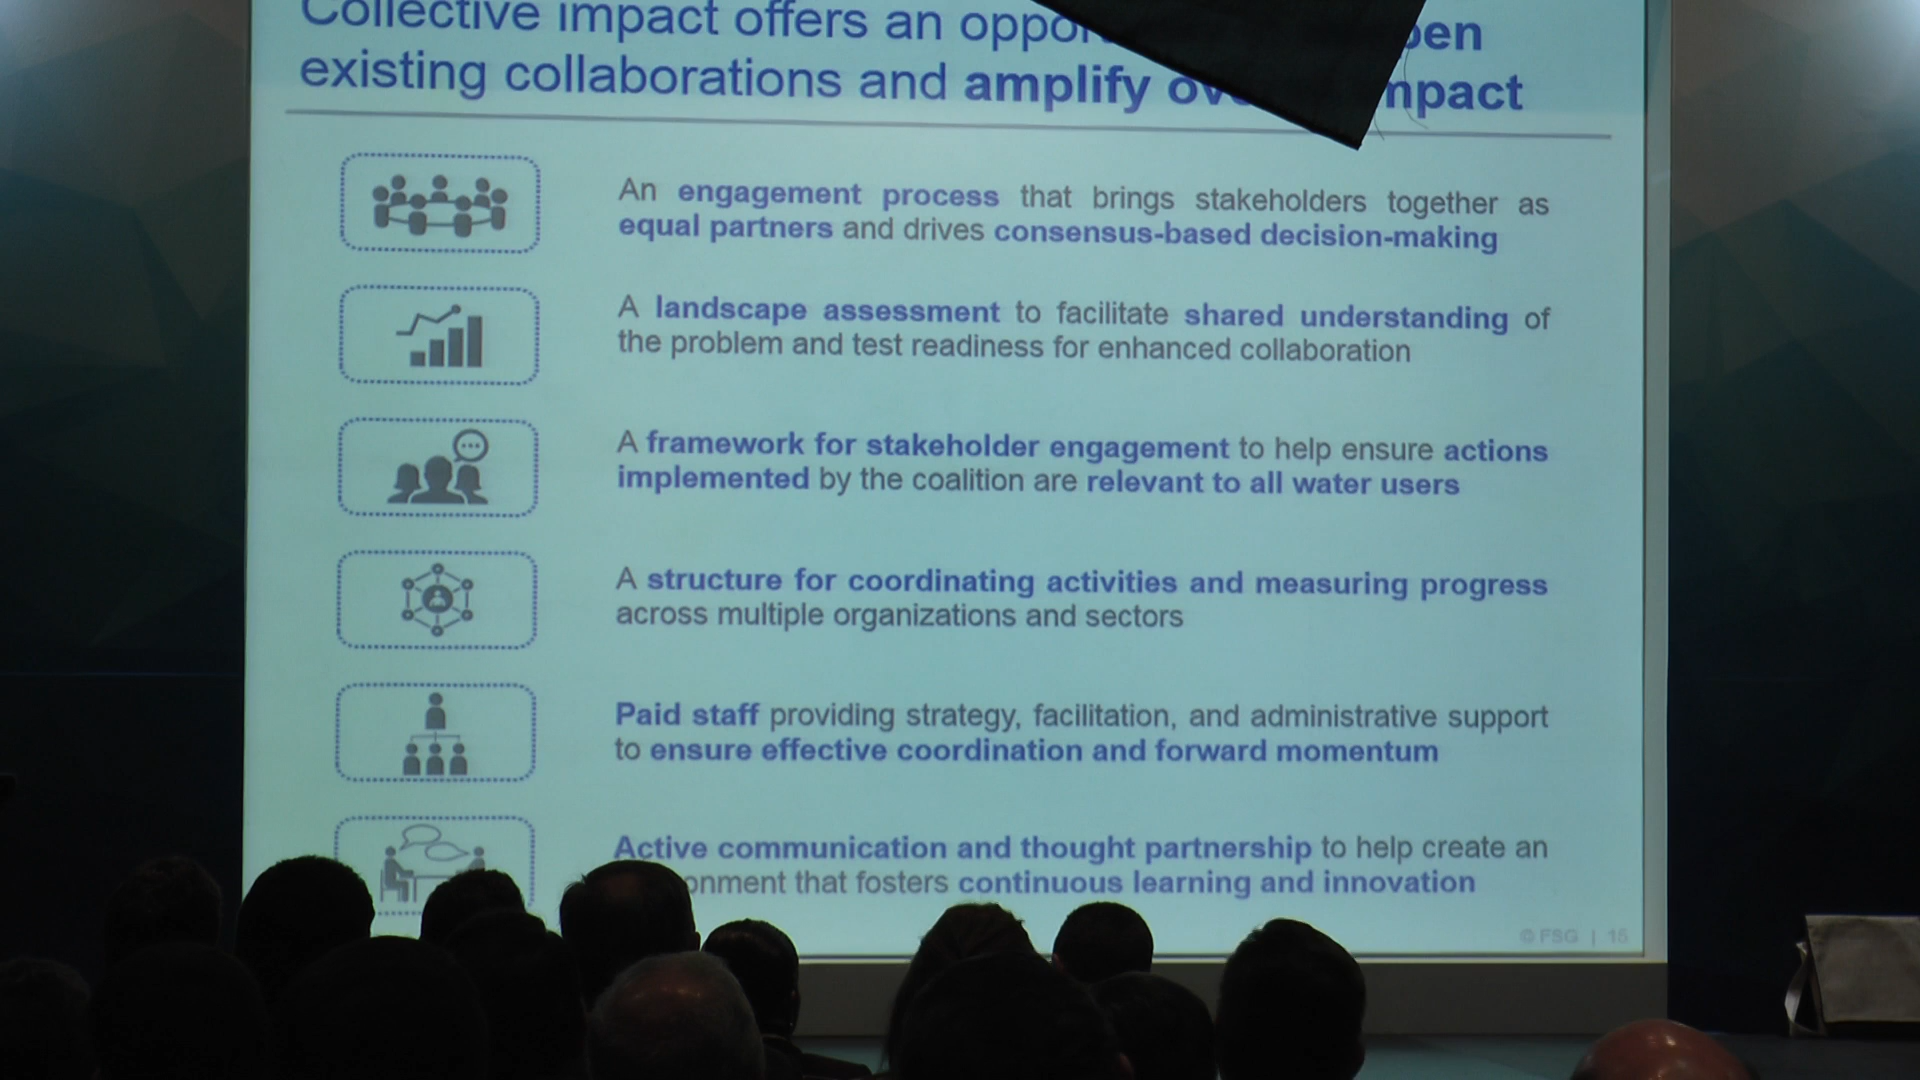 Collective impact offers an
existing collaborations and amplify impact
An engagement process that brings stakeholders together as
equal partners and drives consensus-based decision-making
A landscape assessment to facilitate shared understanding of
the problem and test readiness for enhanced collaboration
A framework for stakeholder engagement to help ensure actions
implemented by the coalition are relevant to all water users
A structure for coordinating activities and measuring progress
across multiple organizations and sectors
Paid staff providing strategy, facilitation, and administrative support
to ensure effective coordination and forward momentum
Active communication and thought partnership to help create an
that fosters continuous learning and innovation
© FSG | 15